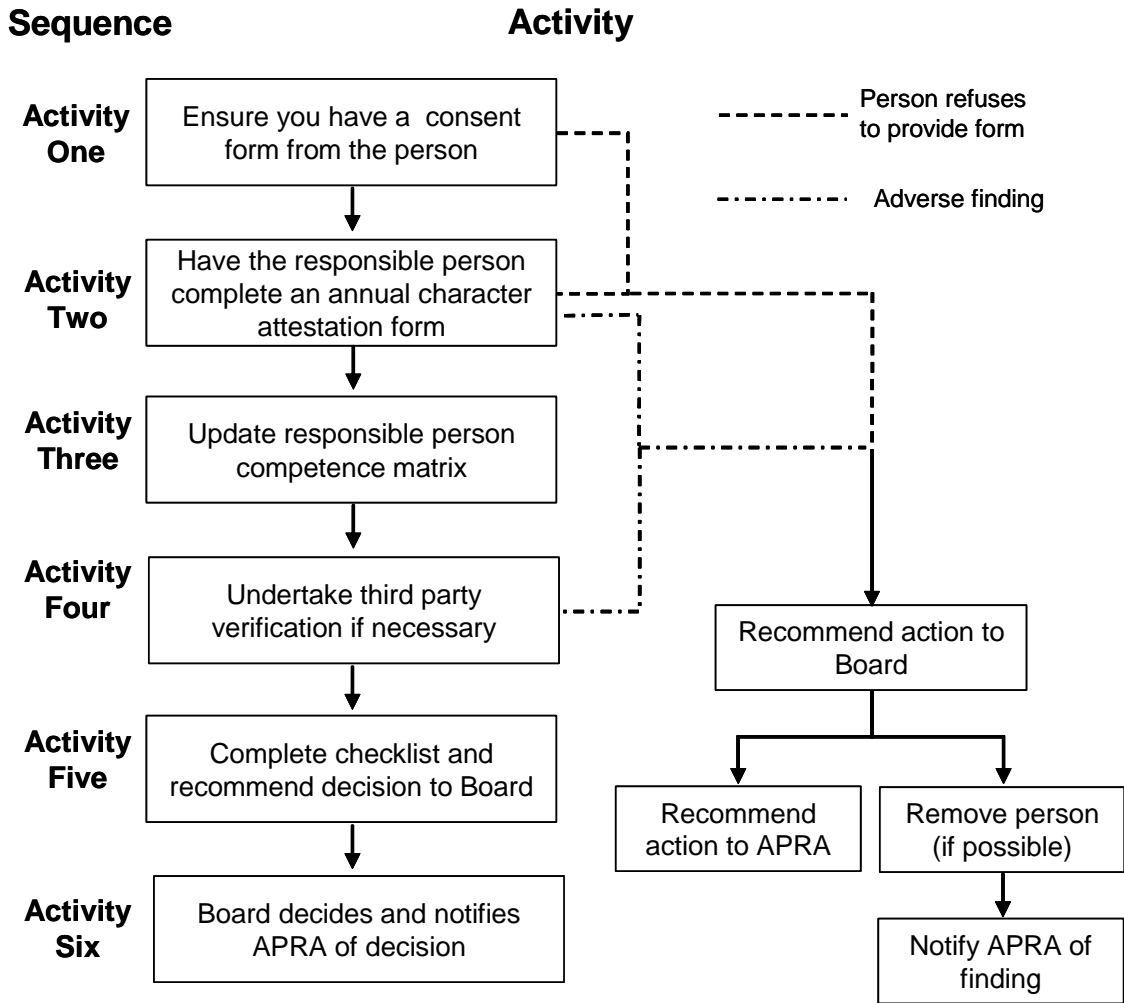 Sequence
Activity
Activity
One
Ensure you have a consent
form from the person
Person refuses
to provide form
Adverse finding
Activity
Two
Have the responsible person
complete an annual character
attestation form
Activity
Three
Update responsible person
competence matrix
Activity
Four
Undertake third party
verification if necessary
Recommend action to
Board
Activity
Five
Complete checklist and
recommend decision to Board
Recommend
action to APRA
Remove person
(if possible)
Activity
Six
Board decides and notifies
APRA of decision
Notify APRA of
finding